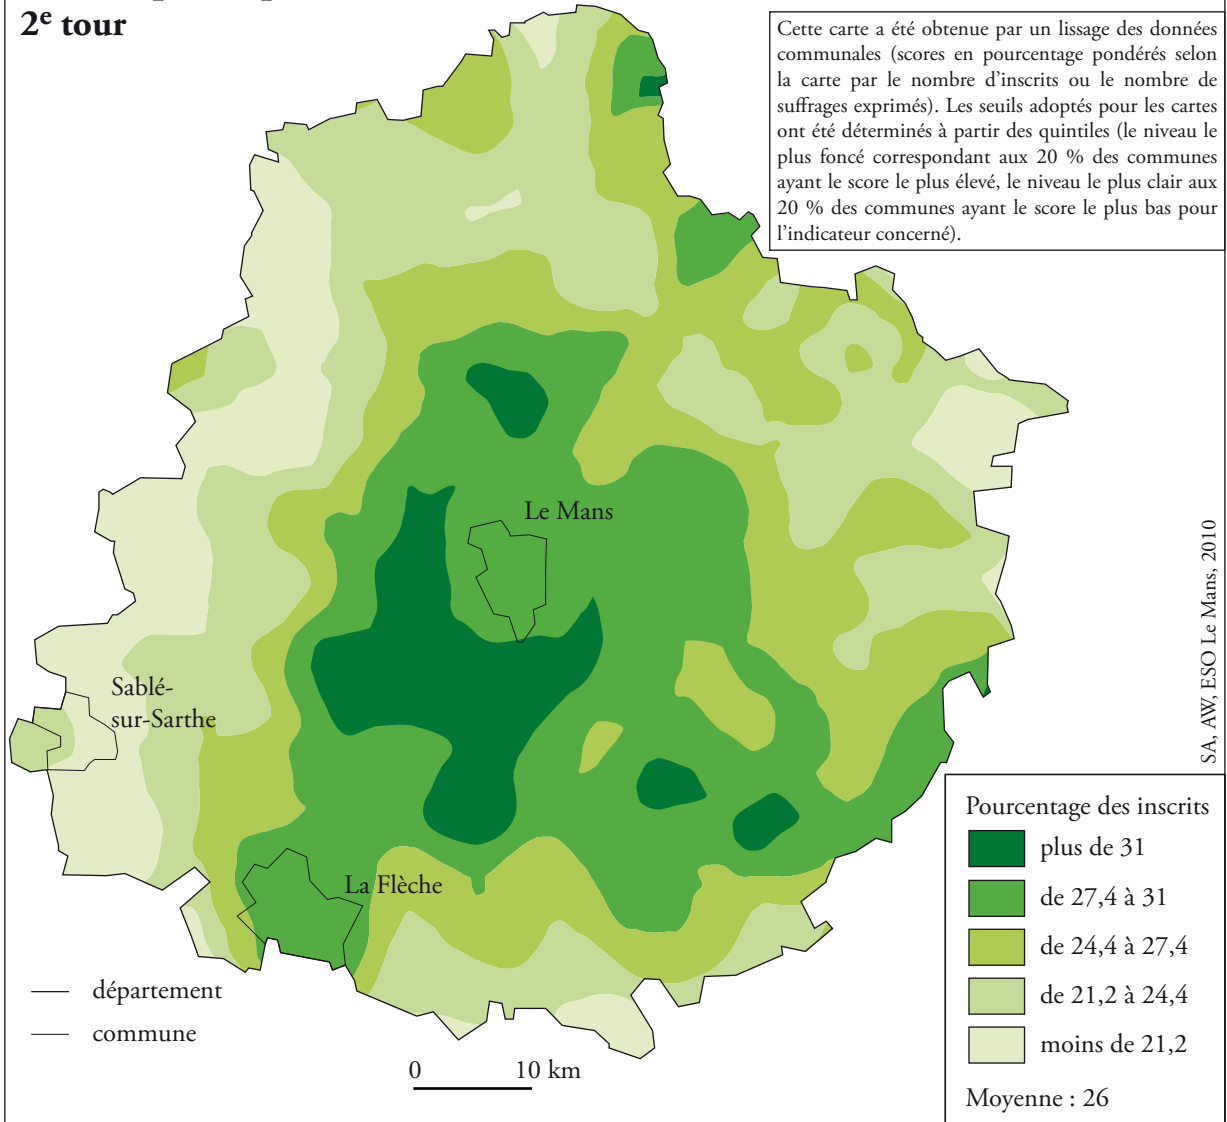 2e tour
Cette carte a été obtenue par un lissage des données
communales (scores en pourcentage pondérés selon
la carte par le nombre d'inscrits ou le nombre de
suffrages exprimés). Les seuils adoptés pour les cartes
ont été déterminés à partir des quintiles (le niveau le
plus foncé correspondant aux 20 % des communes
ayant le score le plus élevé, le niveau le plus clair aux
20 % des communes ayant le score le plus bas pour
l'indicateur concerné).
Le Mans
Sablé-
sur-Sarthe
La Flèche
SA, AW, ESO Le Mans, 2010
Pourcentage des inscrits
plus de 31
de 27,4 à 31
de 24,4 à 27,4
de 21,2 à 24,4
moins de 21,2
Moyenne : 26
département
commune
0 10 km